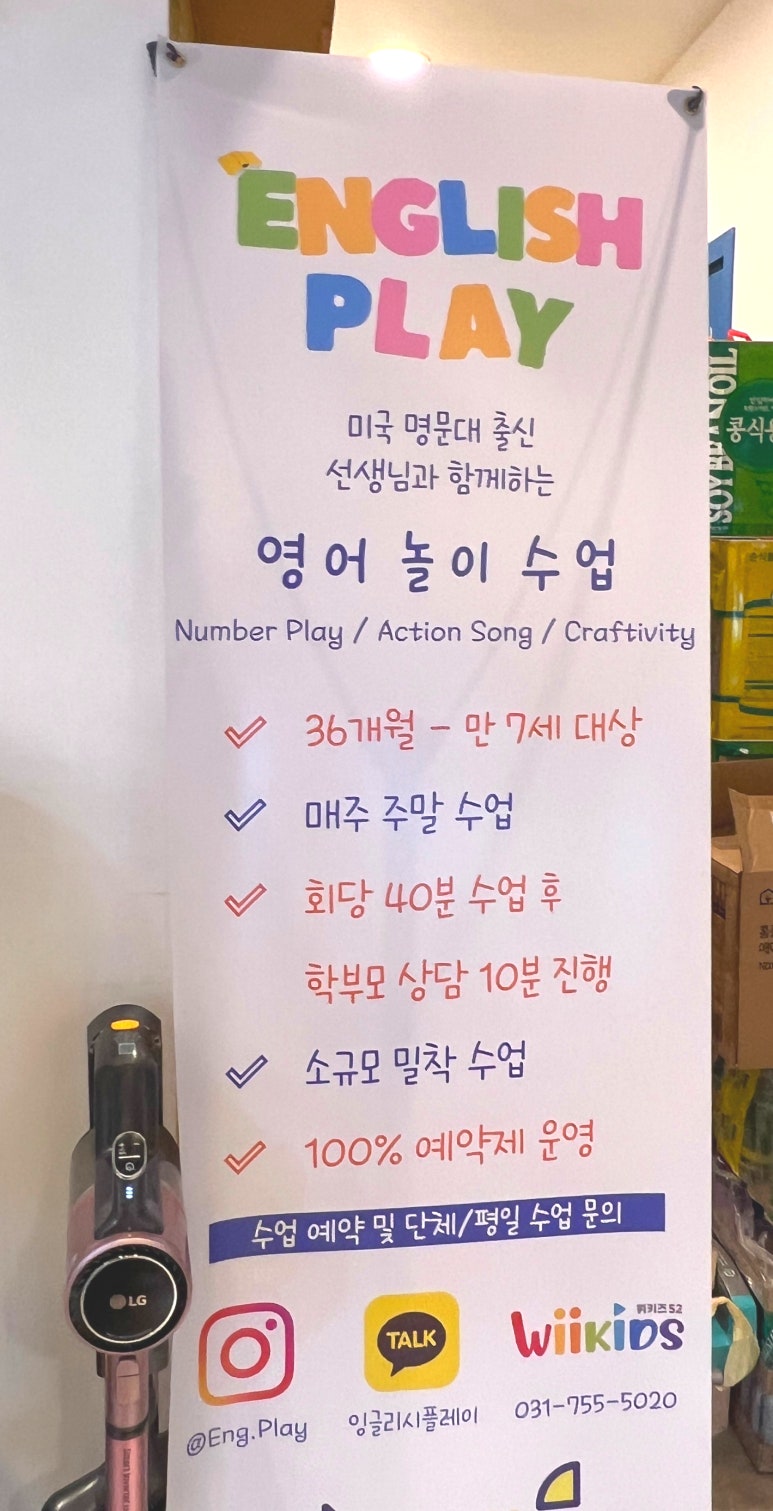 ENGLISH
PLAY
미국 명문대 출신
선생님과 함께하는
영어 놀이 수업
Number Play / Action Song / Craftivity
36개월 - 만 7세 대상
매주 주말 수업
회당 40분 수업 후
학부모 상담 10분 진행
소규모 밀착 수업
100% 예약제 운영
수업 예약 및 단체/평일 수업 문의
TALK
위키즈52
WiiKiDS
@Eng.Play
잉글리시플레이
031-755-5020
LG
SOYBEAN OIL
콩식